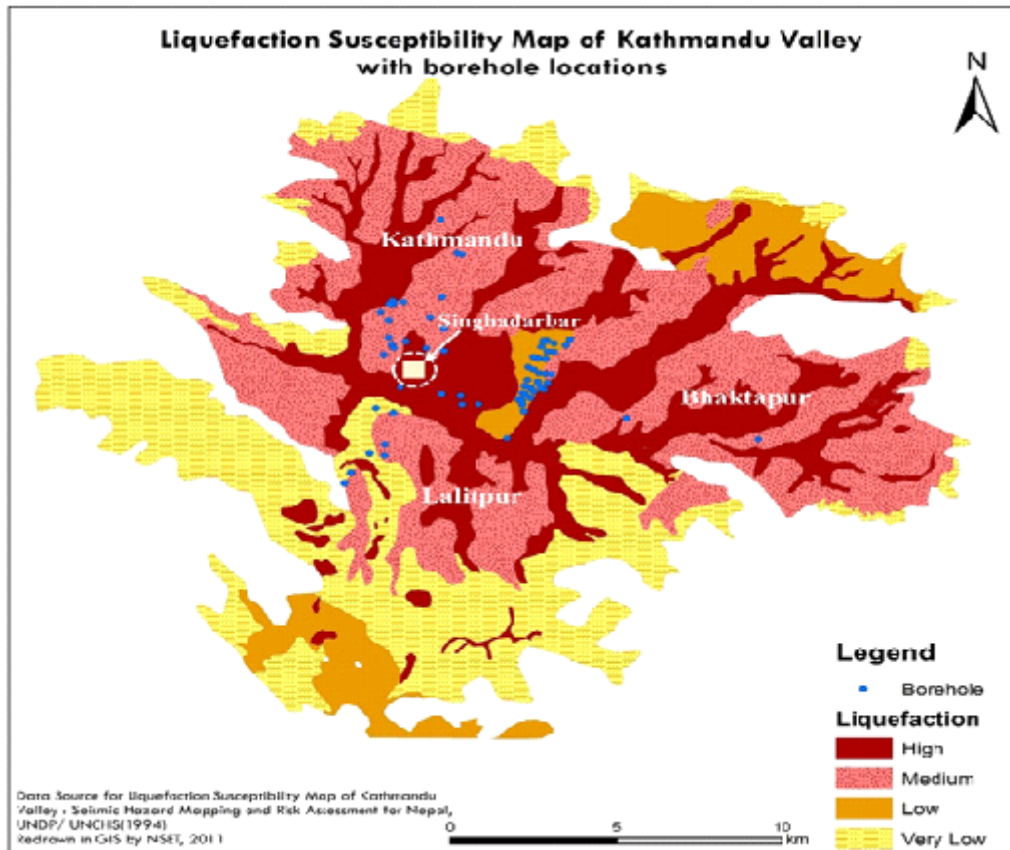 Liquefaction Susceptibility Map of Kathmandu Valley
with borehole locations
N
Kathmandu
Singhadarbar
Bhaktapur
Lalitpur
Legend
Borehole
Liquefaction
High
Medium
Low
Very Low
Data Source for Liquefaction Susceptibility Map of Kathmandu
Valley : Seismic Hazard Mapping and Risk Assessment for Nepal,
UNDP/ UNCHS(1994)
Redrawn in GIS by NSET, 2011
0 5 10
km